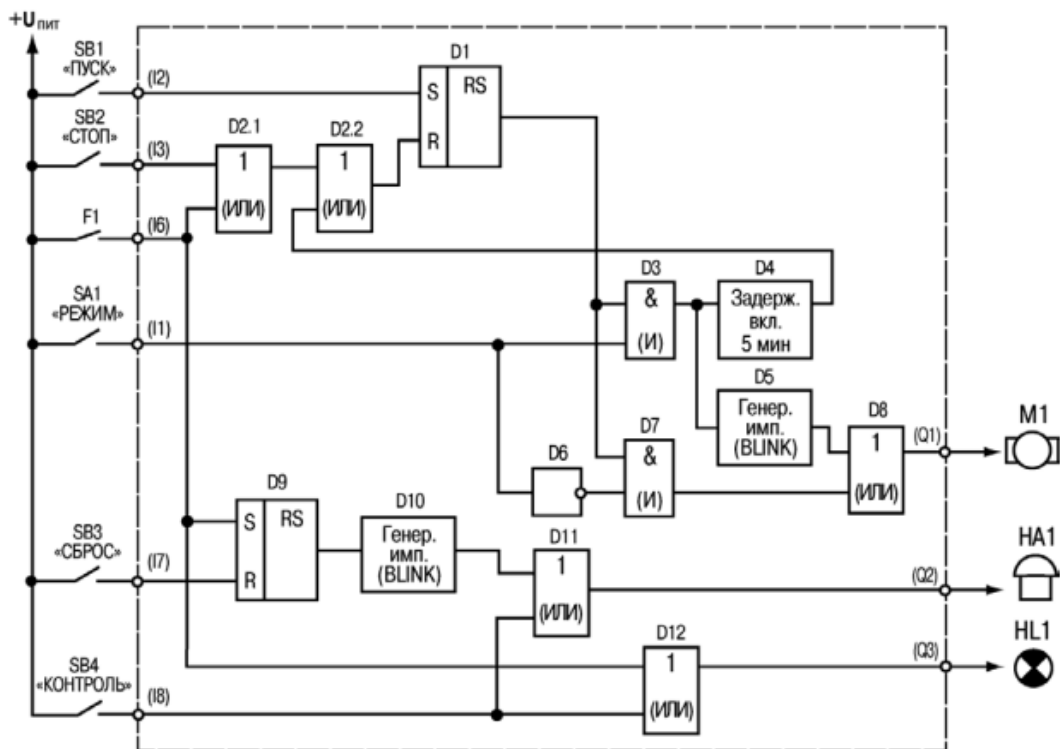 +Uпит
SB1
«ПУСК»
(I2)
SB2
«СТОП»
(I3)
F1
(I6)
SA1
«РЕЖИМ»
(I1)
SB3
«СБРОС»
(I7)
SB4
«КОНТРОЛЬ»
(I8)
D1
S
RS
R
D2.1
1
(ИЛИ)
D2.2
1
(ИЛИ)
D3
&
(И)
D4
Задерж.
вкл.
5 мин
D5
Генер.
имп.
(BLINK)
D6
D7
&
(И)
D8
1
(ИЛИ)
(Q1)
M1
D9
S
RS
R
D10
Генер.
имп.
(BLINK)
D11
1
(ИЛИ)
(Q2)
HA1
D12
1
(ИЛИ)
(Q3)
HL1